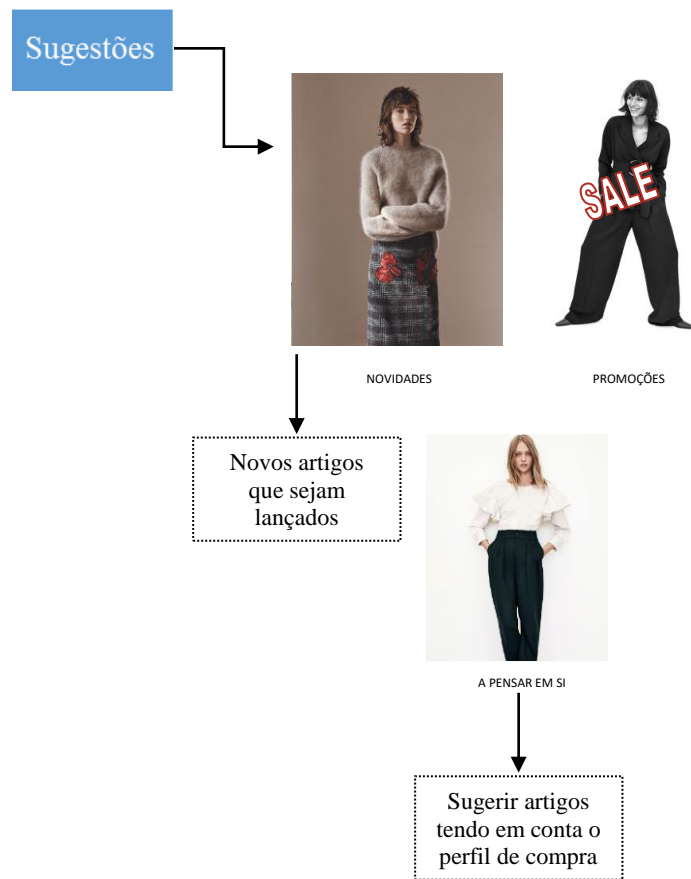 Sugestões
SALE
NOVIDADES
PROMOÇÕES
Novos artigos
que sejam
lançados
A PENSAR EM SI
Sugerir artigos
tendo em conta o
perfil de compra